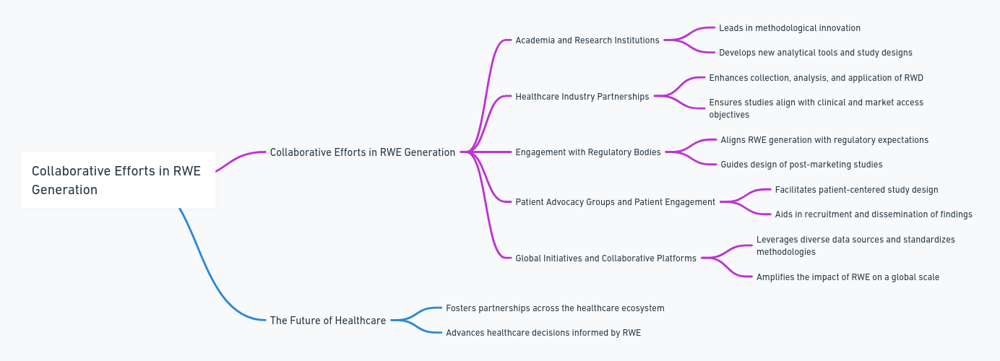 Collaborative Efforts in RWE
Generation
Collaborative Efforts in RWE Generation
Academia and Research Institutions
Leads in methodological innovation
Develops new analytical tools and study designs
Healthcare Industry Partnerships
Enhances collection, analysis, and application of RWD
Ensures studies align with clinical and market access
objectives
Engagement with Regulatory Bodies
Aligns RWE generation with regulatory expectations
Guides design of post-marketing studies
Patient Advocacy Groups and Patient Engagement
Facilitates patient-centered study design
Aids in recruitment and dissemination of findings
Global Initiatives and Collaborative Platforms
Leverages diverse data sources and standardizes
methodologies
Amplifies the impact of RWE on a global scale
The Future of Healthcare
Fosters partnerships across the healthcare ecosystem
Advances healthcare decisions informed by RWE